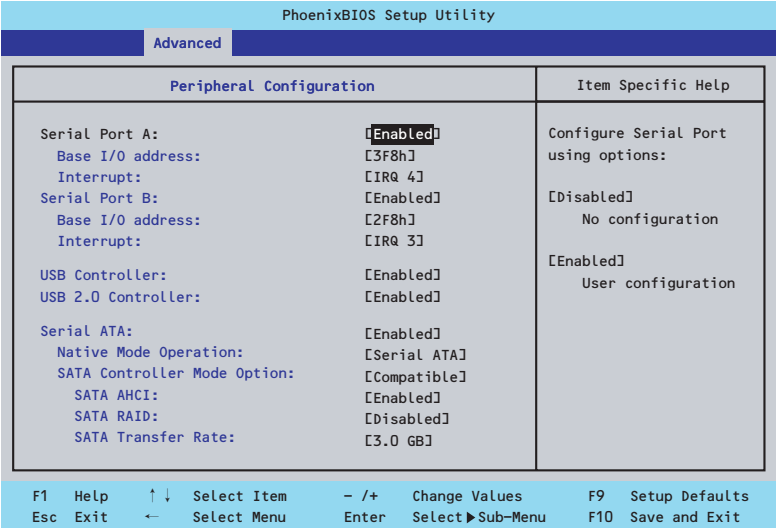 PhoenixBIOS Setup Utility
Advanced
Peripheral Configuration
Item Specific Help
Serial Port A: [Enabled]
Base I/O address: [3F8h]
Interrupt: [IRQ 4]
Serial Port B: [Enabled]
Base I/O address: [2F8h]
Interrupt: [IRQ 3]
USB Controller: [Enabled]
USB 2.0 Controller: [Enabled]
Serial ATA: [Enabled]
Native Mode Operation: [Serial ATA]
SATA Controller Mode Option: [Compatible]
SATA AHCI: [Enabled]
SATA RAID: [Disabled]
SATA Transfer Rate: [3.0 GB]
Configure Serial Port
using options:
[Disabled]
No configuration
[Enabled]
User configuration
F1 Help ↑↓ Select Item - /+ Change Values F9 Setup Defaults
Esc Exit ← Select Menu Enter Select▶Sub-Menu F10 Save and Exit